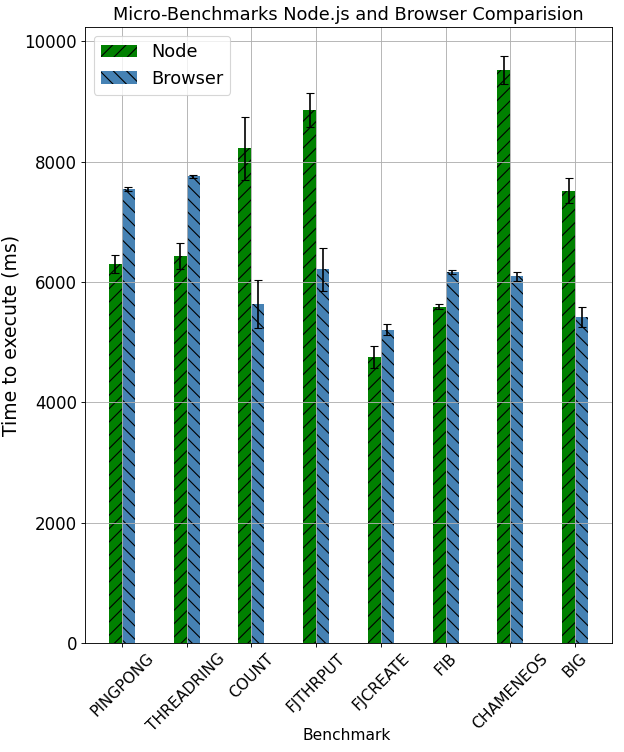 Micro-Benchmarks Node.js and Browser Comparision
Node
Browser
Time to execute (ms)
10000
8000
6000
4000
2000
0
PINGPONG
THREADRING
COUNT
FJTHRPUT
FJCREATE
FIB
CHAMENEOS
BIG
Benchmark